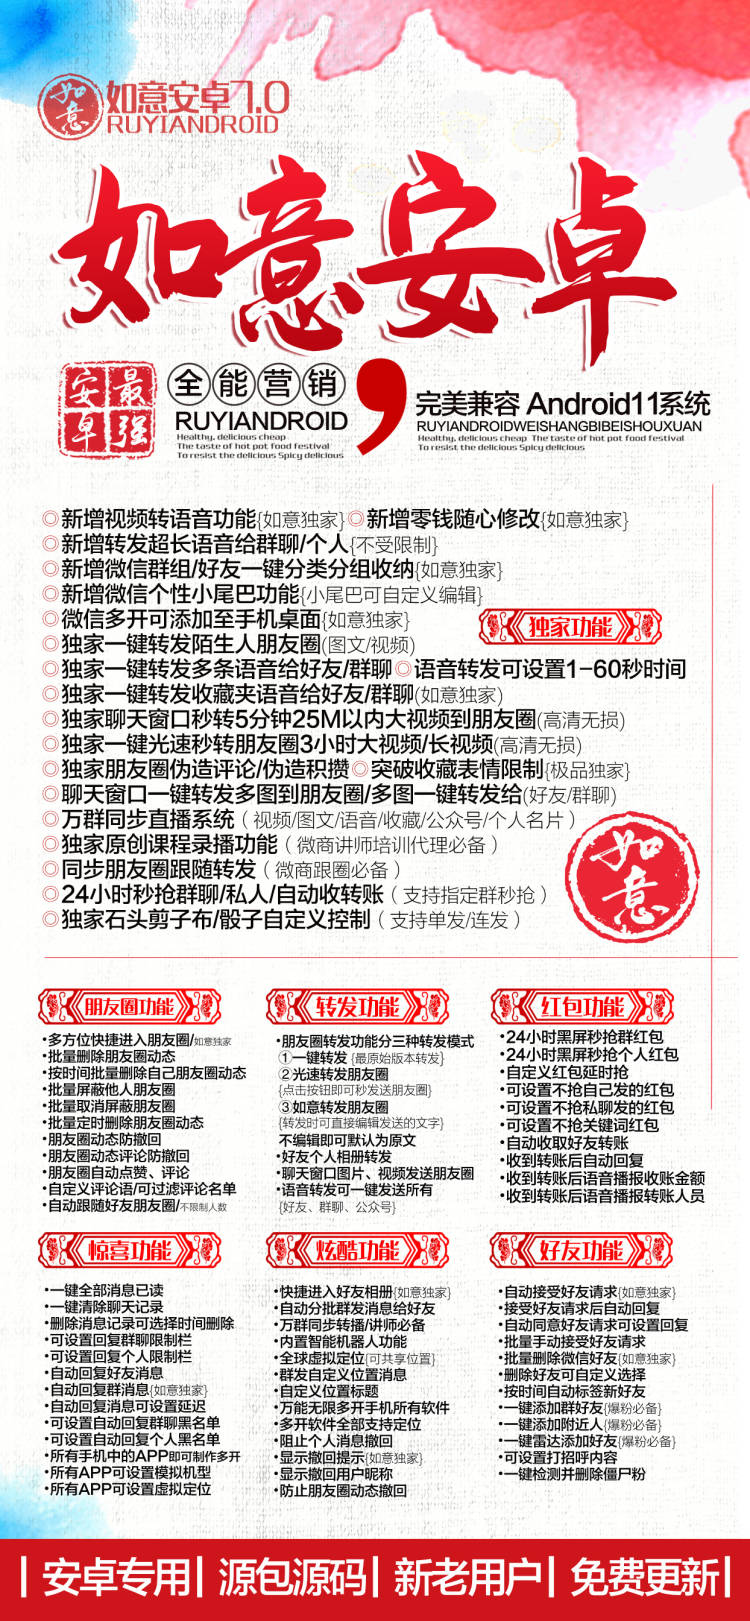 如意
如意安卓7.0
RUYIANDROID
如意安卓
最强安卓
全能营销
RUYIANDROID
Healthy, delicious cheap
The taste of hot pot food festival
To resist the delicious Spicy delicious
,
完美兼容 Android11系统
RUYIANDROIDWEISHANGBIBEISHOUXUAN
Healthy, delicious cheap The taste of hot pot food festival
To resist the delicious Spicy delicious
◎新增视频转语音功能{如意独家} ◎新增零钱随心修改{如意独家}
◎新增转发超长语音给群聊/个人{不受限制}
◎新增微信群组/好友一键分类分组收纳{如意独家}
◎新增微信个性小尾巴功能{小尾巴可自定义编辑}
◎微信多开可添加至手机桌面{如意独家}
独家功能
◎独家一键转发陌生人朋友圈(图文/视频)
◎独家一键转发多条语音给好友/群聊◎语音转发可设置1-60秒时间
◎独家一键转发收藏夹语音给好友/群聊(如意独家)
◎独家聊天窗口秒转5分钟25M以内大视频到朋友圈(高清无损)
◎独家一键光速秒转朋友圈3小时大视频/长视频(高清无损)
◎独家朋友圈伪造评论/伪造积攒◎突破收藏表情限制{极品独家}
◎聊天窗口一键转发多图到朋友圈/多图一键转发给(好友/群聊)
◎万群同步直播系统（视频/图文/语音/收藏/公众号/个人名片）
◎独家原创课程录播功能（微商讲师培训代理必备）
◎同步朋友圈跟随转发（微商跟圈必备）
◎24小时秒抢群聊/私人/自动收转账（支持指定群秒抢）
◎独家石头剪子布/骰子自定义控制（支持单发/连发）
如意
朋友圈功能
•多方位快捷进入朋友圈/如意独家
•批量删除朋友圈动态
•按时间批量删除自己朋友圈动态
•批量屏蔽他人朋友圈
•批量取消屏蔽朋友圈
•批量定时删除朋友圈动态
•朋友圈动态防撤回
•朋友圈动态评论防撤回
•朋友圈自动点赞、评论
•自定义评论语/可过滤评论名单
•自动跟随好友朋友圈/不限制人数
转发功能
•朋友圈转发功能分三种转发模式
①一键转发 {最原始版本转发}
②光速转发朋友圈
{点击按钮即可秒发送朋友圈}
③如意转发朋友圈
{转发时可直接编辑发送的文字}
不编辑即可默认为原文
•好友个人相册转发
•聊天窗口图片、视频发送朋友圈
•语音转发可一键发送所有
{好友、群聊、公众号}
红包功能
•24小时黑屏秒抢群红包
•24小时黑屏秒抢个人红包
•自定义红包延时抢
•可设置不抢自己发的红包
•可设置不抢私聊发的红包
•可设置不抢关键词红包
•自动收取好友转账
•收到转账后自动回复
•收到转账后语音播报收账金额
•收到转账后语音播报转账人员
惊喜功能
•一键全部消息已读
•一键清除聊天记录
•删除消息记录可选择时间删除
•可设置回复群聊限制栏
•可设置回复个人限制栏
•自动回复好友消息
•自动回复群消息{如意独家}
•自动回复消息可设置延迟
•可设置自动回复群聊黑名单
•可设置自动回复个人黑名单
•所有手机中的APP即可制作多开
•所有APP可设置模拟机型
•所有APP可设置虚拟定位
炫酷功能
•快捷进入好友相册{如意独家}
•自动分批群发消息给好友
•万群同步转播/讲师必备
•内置智能机器人功能
•全球虚拟定位{可共享位置}
•群发自定义位置消息
•自定义位置标题
•万能无限多开手机所有软件
•多开软件全部支持定位
•阻止个人消息撤回
•显示撤回提示{如意独家}
•显示撤回用户昵称
•防止朋友圈动态撤回
好友功能
•自动接受好友请求{如意独家}
•接受好友请求后自动回复
•自动同意好友请求可设置回复
•批量手动接受好友请求
•批量删除微信好友{如意独家}
•删除好友可自定义选择
•按时间自动标签新好友
•一键添加群好友{爆粉必备}
•一键添加附近人{爆粉必备}
•一键雷达添加好友{爆粉必备}
•可设置打招呼内容
•一键检测并删除僵尸粉
|安卓专用|源包源码|新老用户|免费更新|